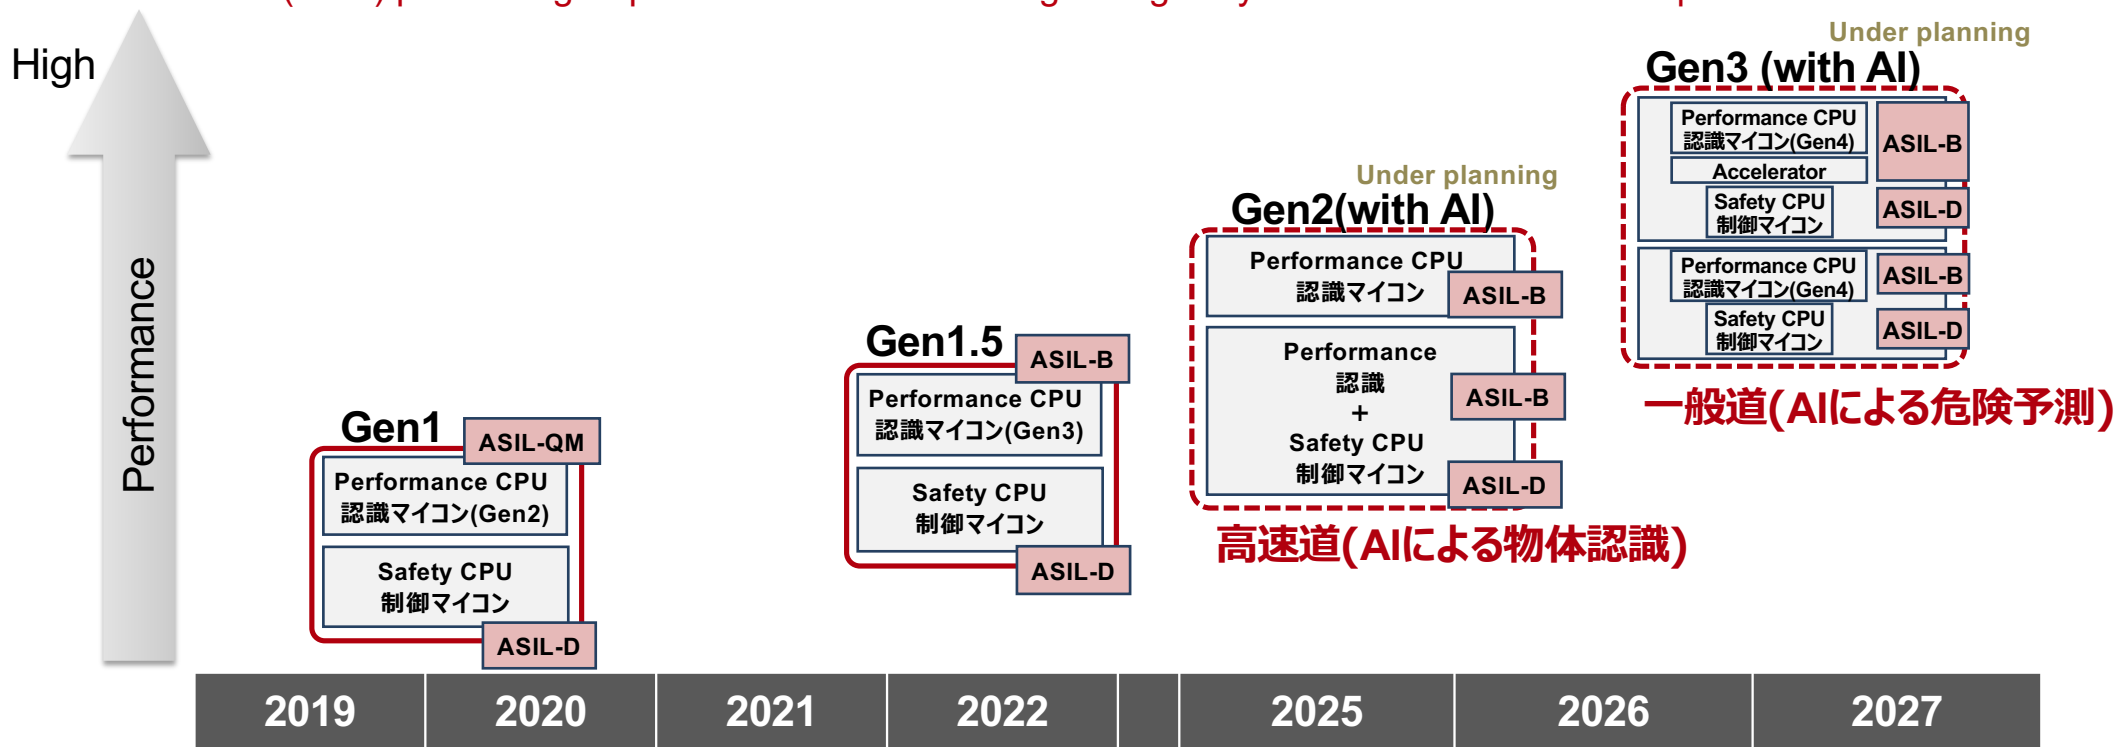 High
Performance
Gen1
ASIL-QM
Performance CPU
認識マイコン(Gen2)
Safety CPU
制御マイコン
ASIL-D
Gen1.5
ASIL-B
Performance CPU
認識マイコン(Gen3)
Safety CPU
制御マイコン
ASIL-D
Under planning
Gen2(with AI)
Performance CPU
認識マイコン
ASIL-B
Performance
認識
+
Safety CPU
制御マイコン
ASIL-B
ASIL-D
高速道(AIによる物体認識)
Under planning
Gen3 (with AI)
Performance CPU
認識マイコン(Gen4)
ASIL-B
Accelerator
Safety CPU
制御マイコン
ASIL-D
Performance CPU
認識マイコン(Gen4)
ASIL-B
Safety CPU
制御マイコン
ASIL-D
一般道(AIによる危険予測)
2019 2020 2021 2022 2025 2026 2027